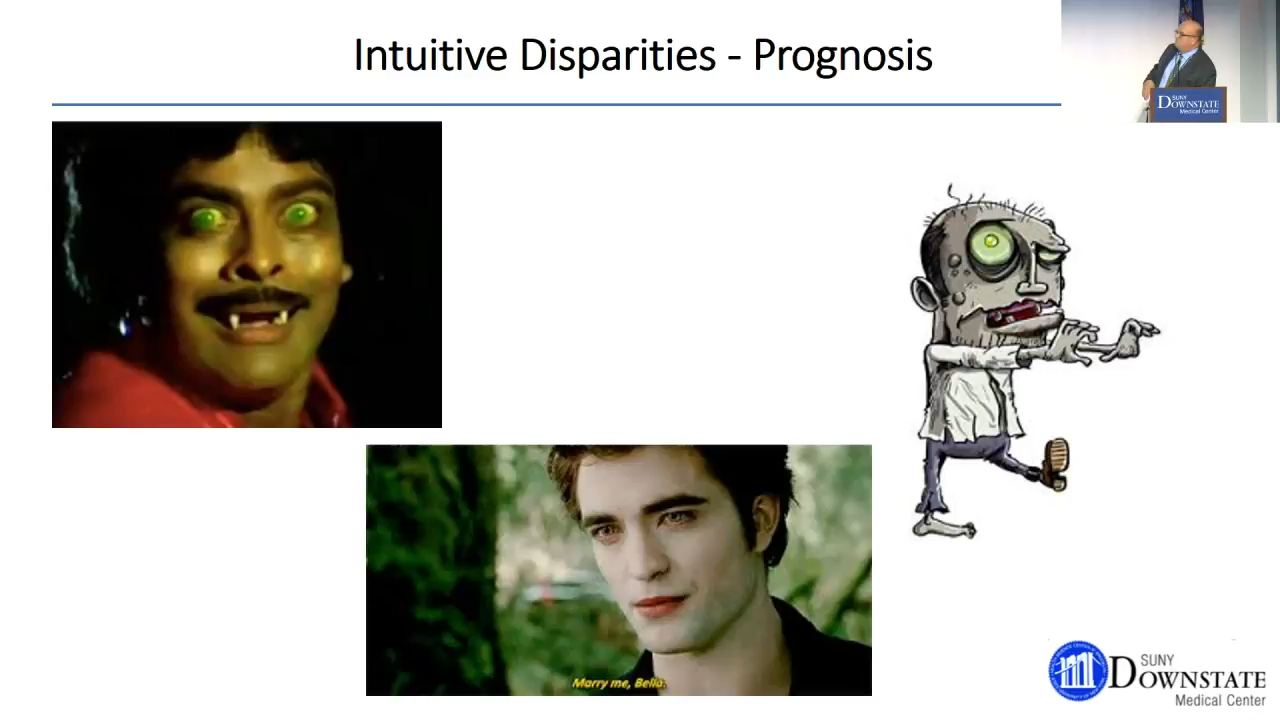 Intuitive Disparities - Prognosis
SUNY
DOWNSTATE
Medical Center
Marry me, Bella.
SUNY
DOWNSTATE
Medical Center